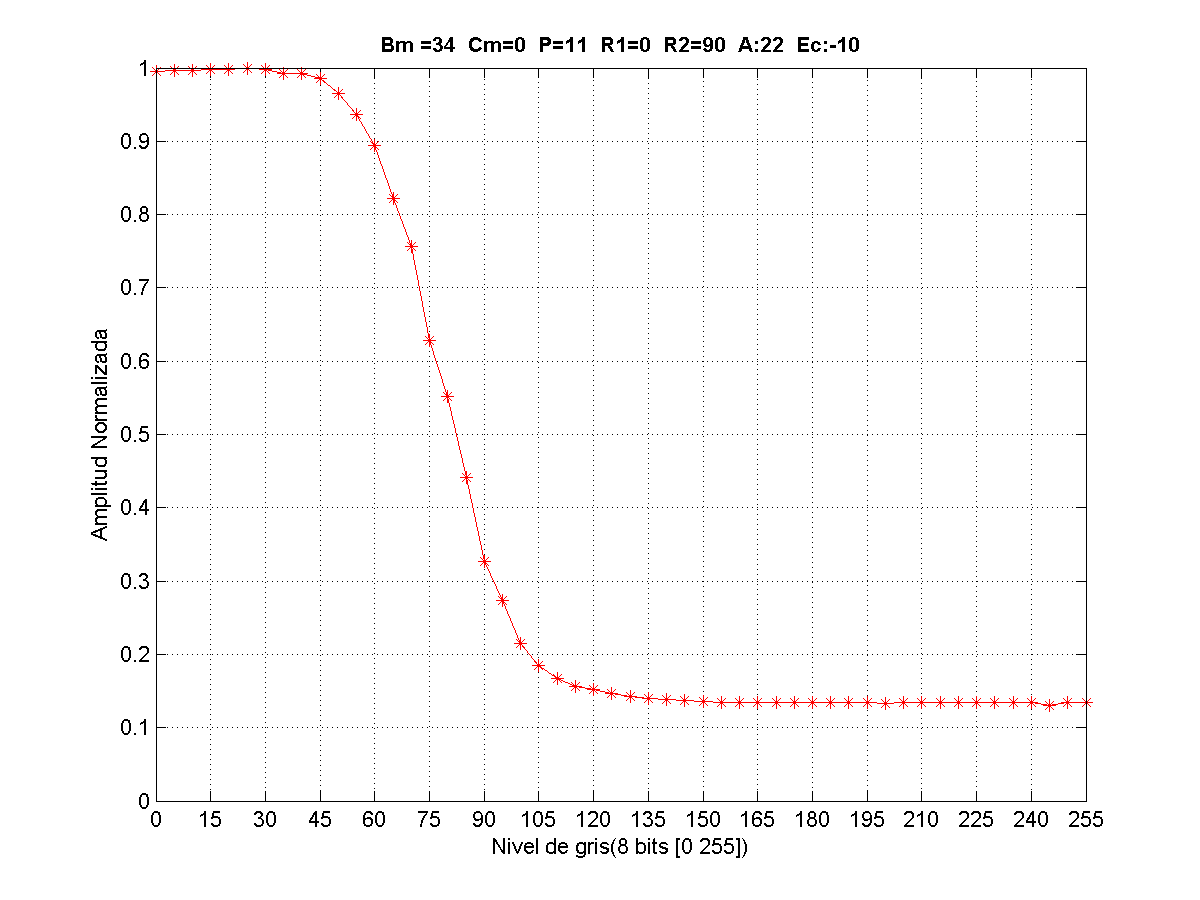 Bm =34 Cm=0 P=11 R1=0 R2=90 A:22 Ec:-10
1
0.9
0.8
0.7
0.6
0.5
0.4
0.3
0.2
0.1
0
Amplitud Normalizada
0 15 30 45 60 75 90 105 120 135 150 165 180 195 210 225 240 255
Nivel de gris(8 bits [0 255])